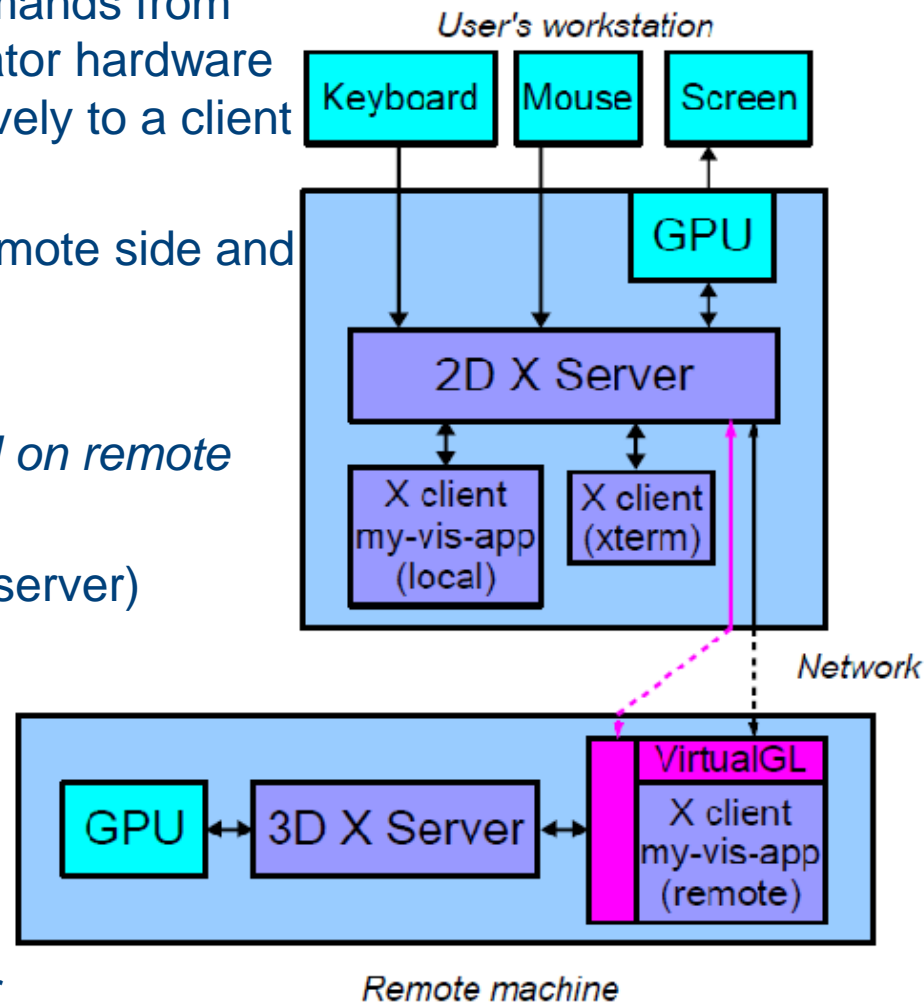 mands from
ator hardware
vely to a client
mote side and
on remote
server)
User's workstation
Keyboard
Mouse
Screen
GPU
2D X Server
X client
my-vis-app
(local)
X client
(xterm)
Network
VirtualGL
GPU
3D X Server
X client
my-vis-app
(remote)
Remote machine